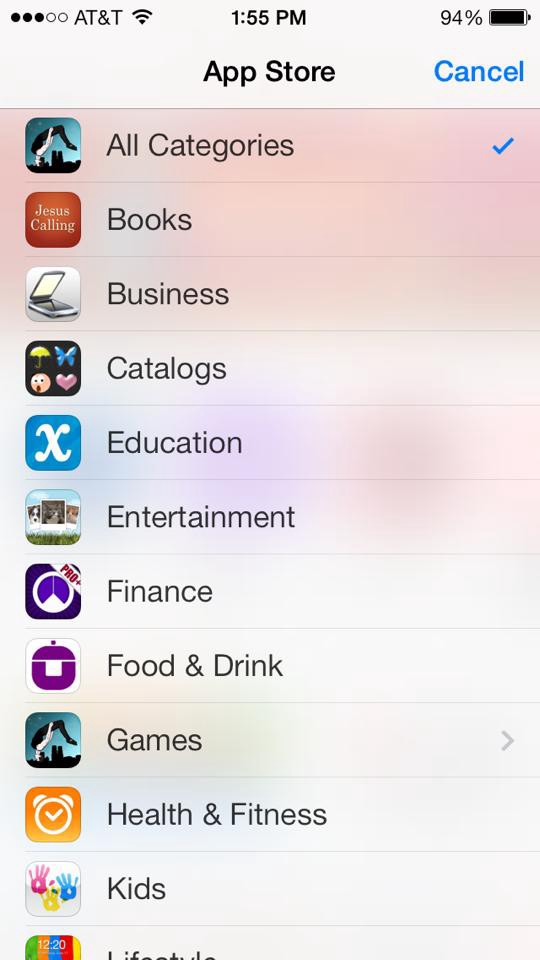 AT&T 1:55 PM 94%
App Store Cancel
All Categories
Jesus
Calling
Books
Business
Catalogs
Education
Entertainment
PRO+
Finance
Food & Drink
Games
Health & Fitness
Kids
12:20
Lifestyle